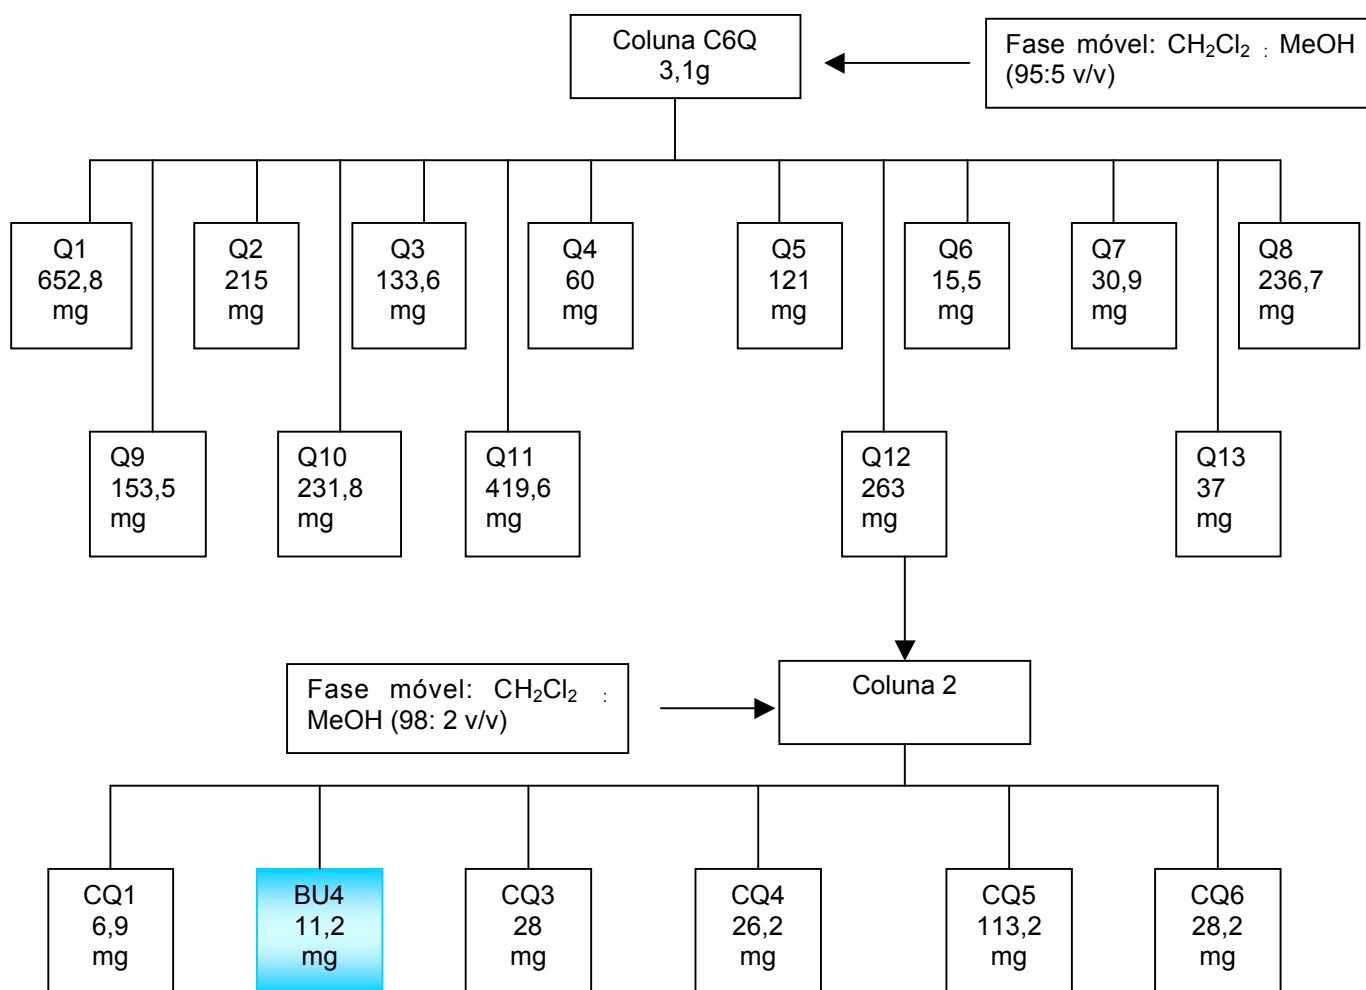 Coluna C6Q
3,1g
Fase móvel: CH₂Cl₂ : MeOH
(95:5 v/v)
Q1
652,8
mg
Q2
215
mg
Q3
133,6
mg
Q4
60
mg
Q5
121
mg
Q6
15,5
mg
Q7
30,9
mg
Q8
236,7
mg
Q9
153,5
mg
Q10
231,8
mg
Q11
419,6
mg
Q12
263
mg
Q13
37
mg
Fase móvel: CH₂Cl₂ :
MeOH (98: 2 v/v)
Coluna 2
CQ1
6,9
mg
BU4
11,2
mg
CQ3
28
mg
CQ4
26,2
mg
CQ5
113,2
mg
CQ6
28,2
mg